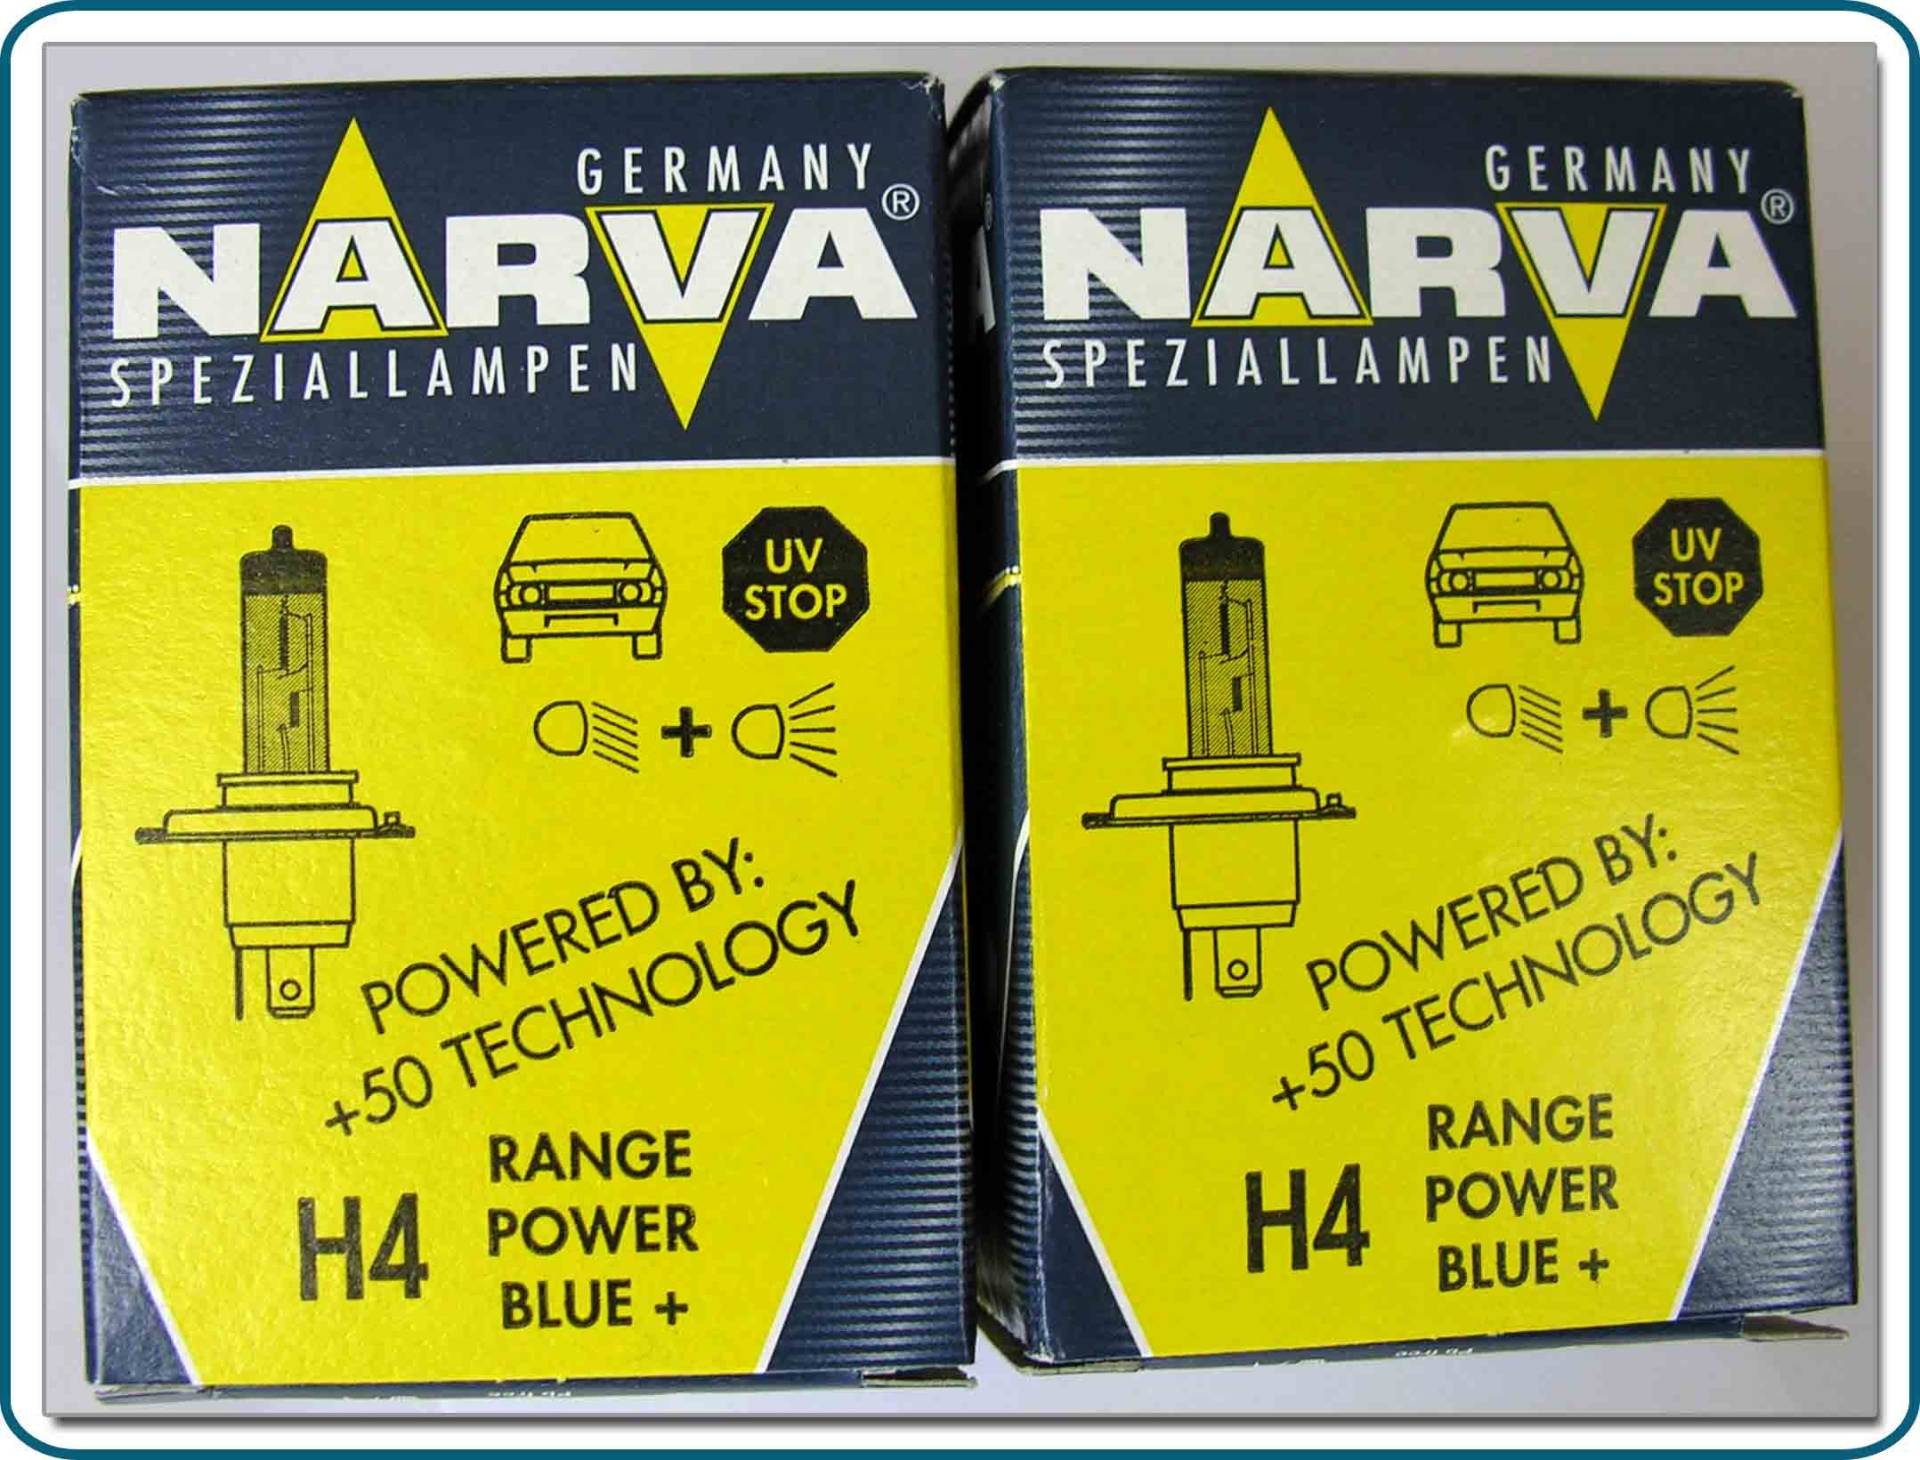 GERMANY
NARVA®
SPEZIALLAMPEN
UV
STOP
POWERED BY:
+50 TECHNOLOGY
H4
RANGE
POWER
BLUE +
GERMANY
NARVA®
SPEZIALLAMPEN
UV
STOP
POWERED BY:
+50 TECHNOLOGY
H4
RANGE
POWER
BLUE +